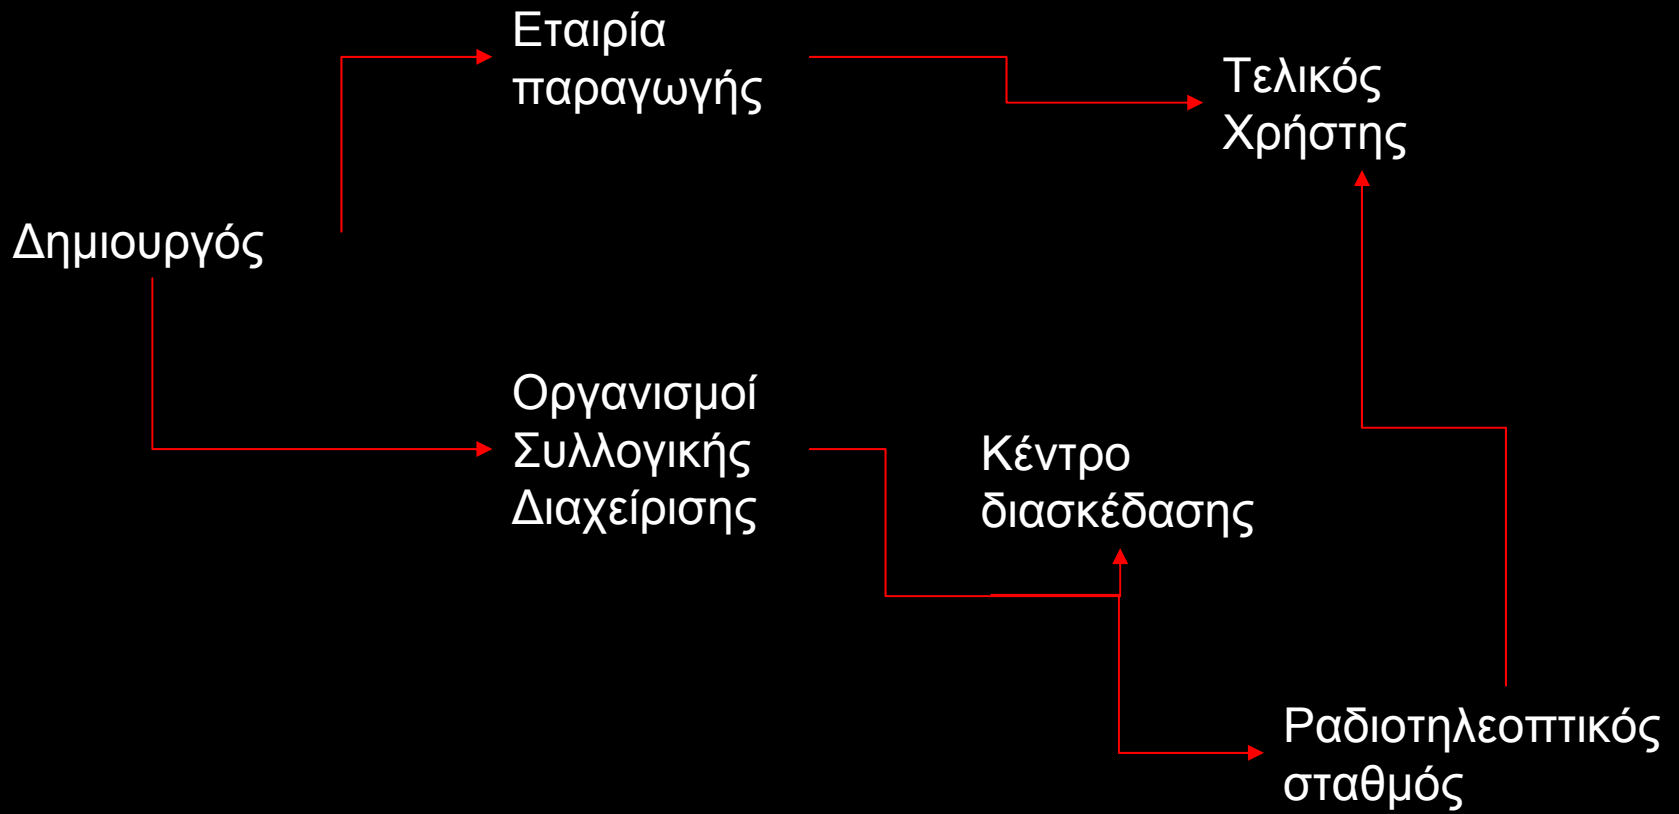 Εταιρία
παραγωγής
Τελικός
Χρήστης
Δημιουργός
Οργανισμοί
Συλλογικής
Διαχείρισης
Κέντρο
διασκέδασης
Ραδιοτηλεοπτικός
σταθμός